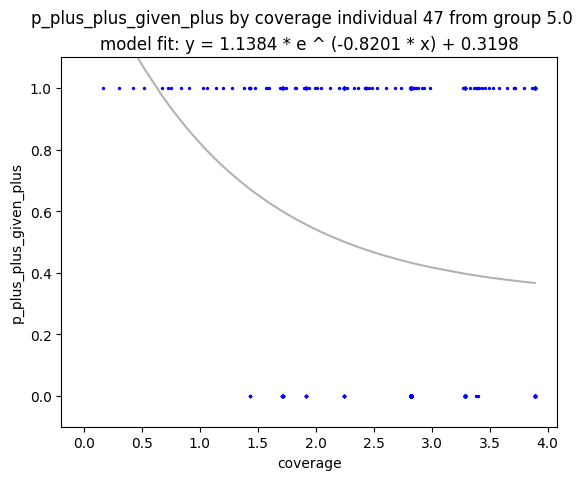 p_plus_plus_given_plus by coverage individual 47 from group 5.0
model fit: y = 1.1384 * e ^ (-0.8201 * x) + 0.3198
p_plus_plus_given_plus
1.0
0.8
0.6
0.4
0.2
0.0
0.0 0.5 1.0 1.5 2.0 2.5 3.0 3.5 4.0
coverage